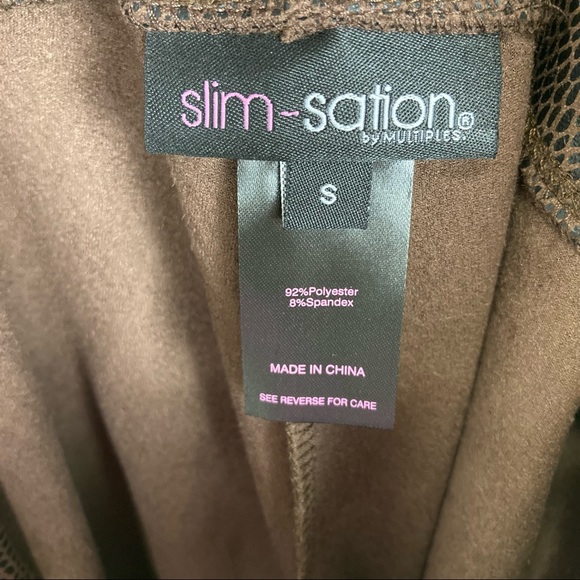 slim-sation®
by MULTIPLES.
S
92%Polyester
8%Spandex
MADE IN CHINA
SEE REVERSE FOR CARE